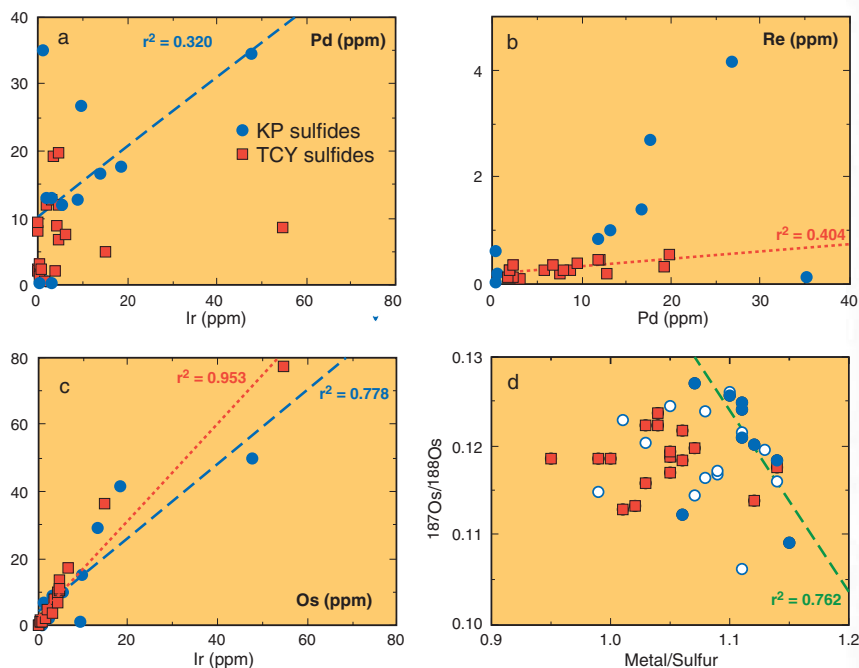 40
30
20
10
0
a
r² = 0.320
Pd (ppm)
KP sulfides
TCY sulfides
0
20
40
60
80
Ir (ppm)
4
2
0
b
Re (ppm)
r² = 0.404
0
10
20
30
40
Pd (ppm)
80
60
40
20
0
c
r² = 0.953
r² = 0.778
Os (ppm)
0
20
40
60
80
Ir (ppm)
187Os/188Os
0.13
0.12
0.11
0.10
d
r² = 0.762
0.9
1.0
1.1
1.2
Metal/Sulfur